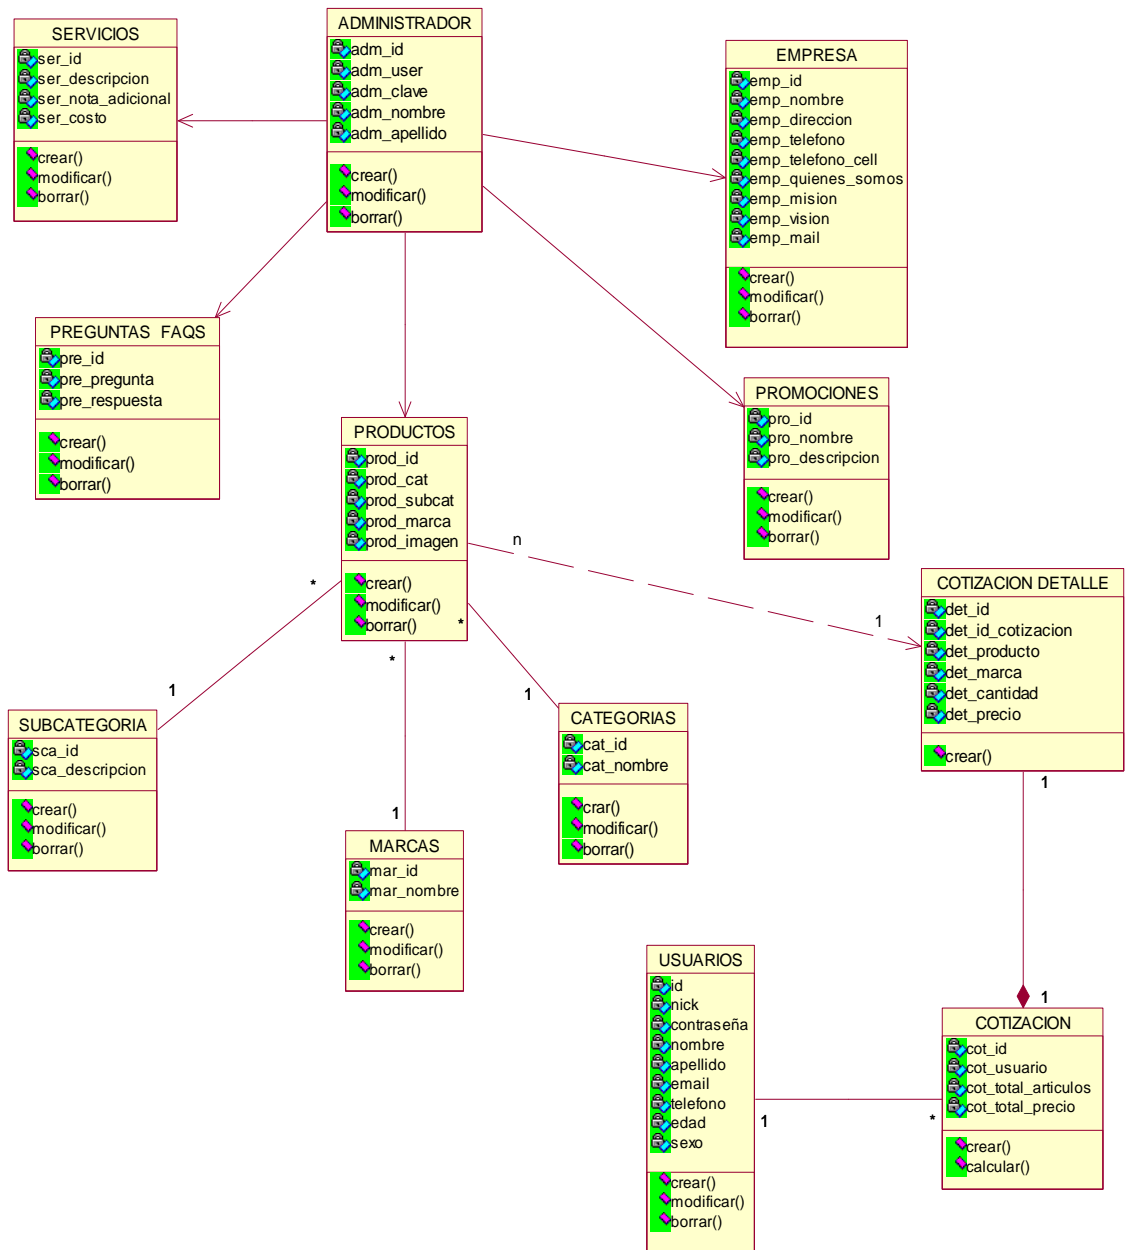 SERVICIOS
ser_id
ser_descripcion
ser_nota_adicional
ser_costo
crear()
modificar()
borrar()
ADMINISTRADOR
adm_id
adm_user
adm_clave
adm_nombre
adm_apellido
crear()
modificar()
borrar()
EMPRESA
emp_id
emp_nombre
emp_direccion
emp_telefono
emp_telefono_cell
emp_quienes_somos
emp_mision
emp_vision
emp_mail
crear()
modificar()
borrar()
PREGUNTAS FAQS
pre_id
pre_pregunta
pre_respuesta
crear()
modificar()
borrar()
PRODUCTOS
prod_id
prod_cat
prod_subcat
prod_marca
prod_imagen
crear()
modificar()
borrar()
PROMOCIONES
pro_id
pro_nombre
pro_descripcion
crear()
modificar()
borrar()
n
1
*
1
*
1
*
1
COTIZACION DETALLE
det_id
det_id_cotizacion
det_producto
det_marca
det_cantidad
det_precio
crear()
SUBCATEGORIA
sca_id
sca_descripcion
crear()
modificar()
borrar()
MARCAS
mar_id
mar_nombre
crear()
modificar()
borrar()
CATEGORIAS
cat_id
cat_nombre
crar()
modificar()
borrar()
1
1
USUARIOS
id
nick
contraseña
nombre
apellido
email
telefono
edad
sexo
crear()
modificar()
borrar()
1
*
COTIZACION
cot_id
cot_usuario
cot_total_articulos
cot_total_precio
crear()
calcular()